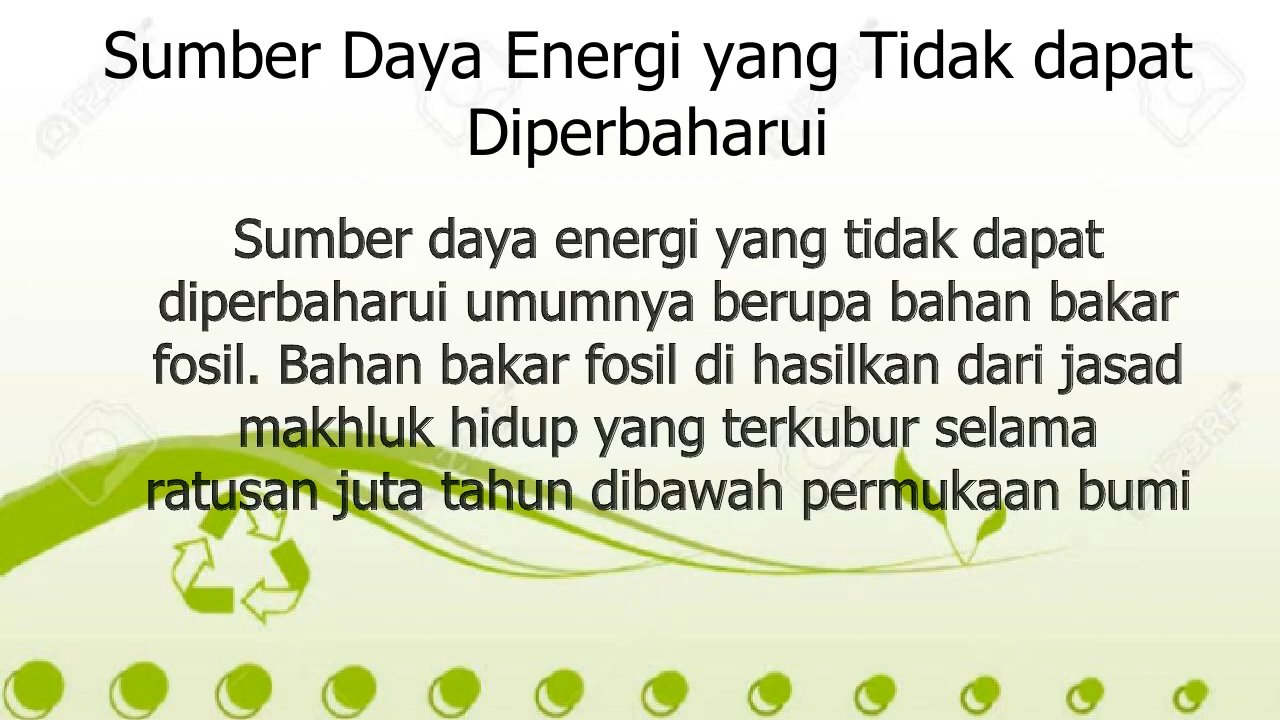 Sumber Daya Energi yang Tidak dapat
Diperbaharui
Sumber daya energi yang tidak dapat
diperbaharui umumnya berupa bahan bakar
fosil. Bahan bakar fosil di hasilkan dari jasad
makhluk hidup yang terkubur selama
ratusan juta tahun dibawah permukaan bumi